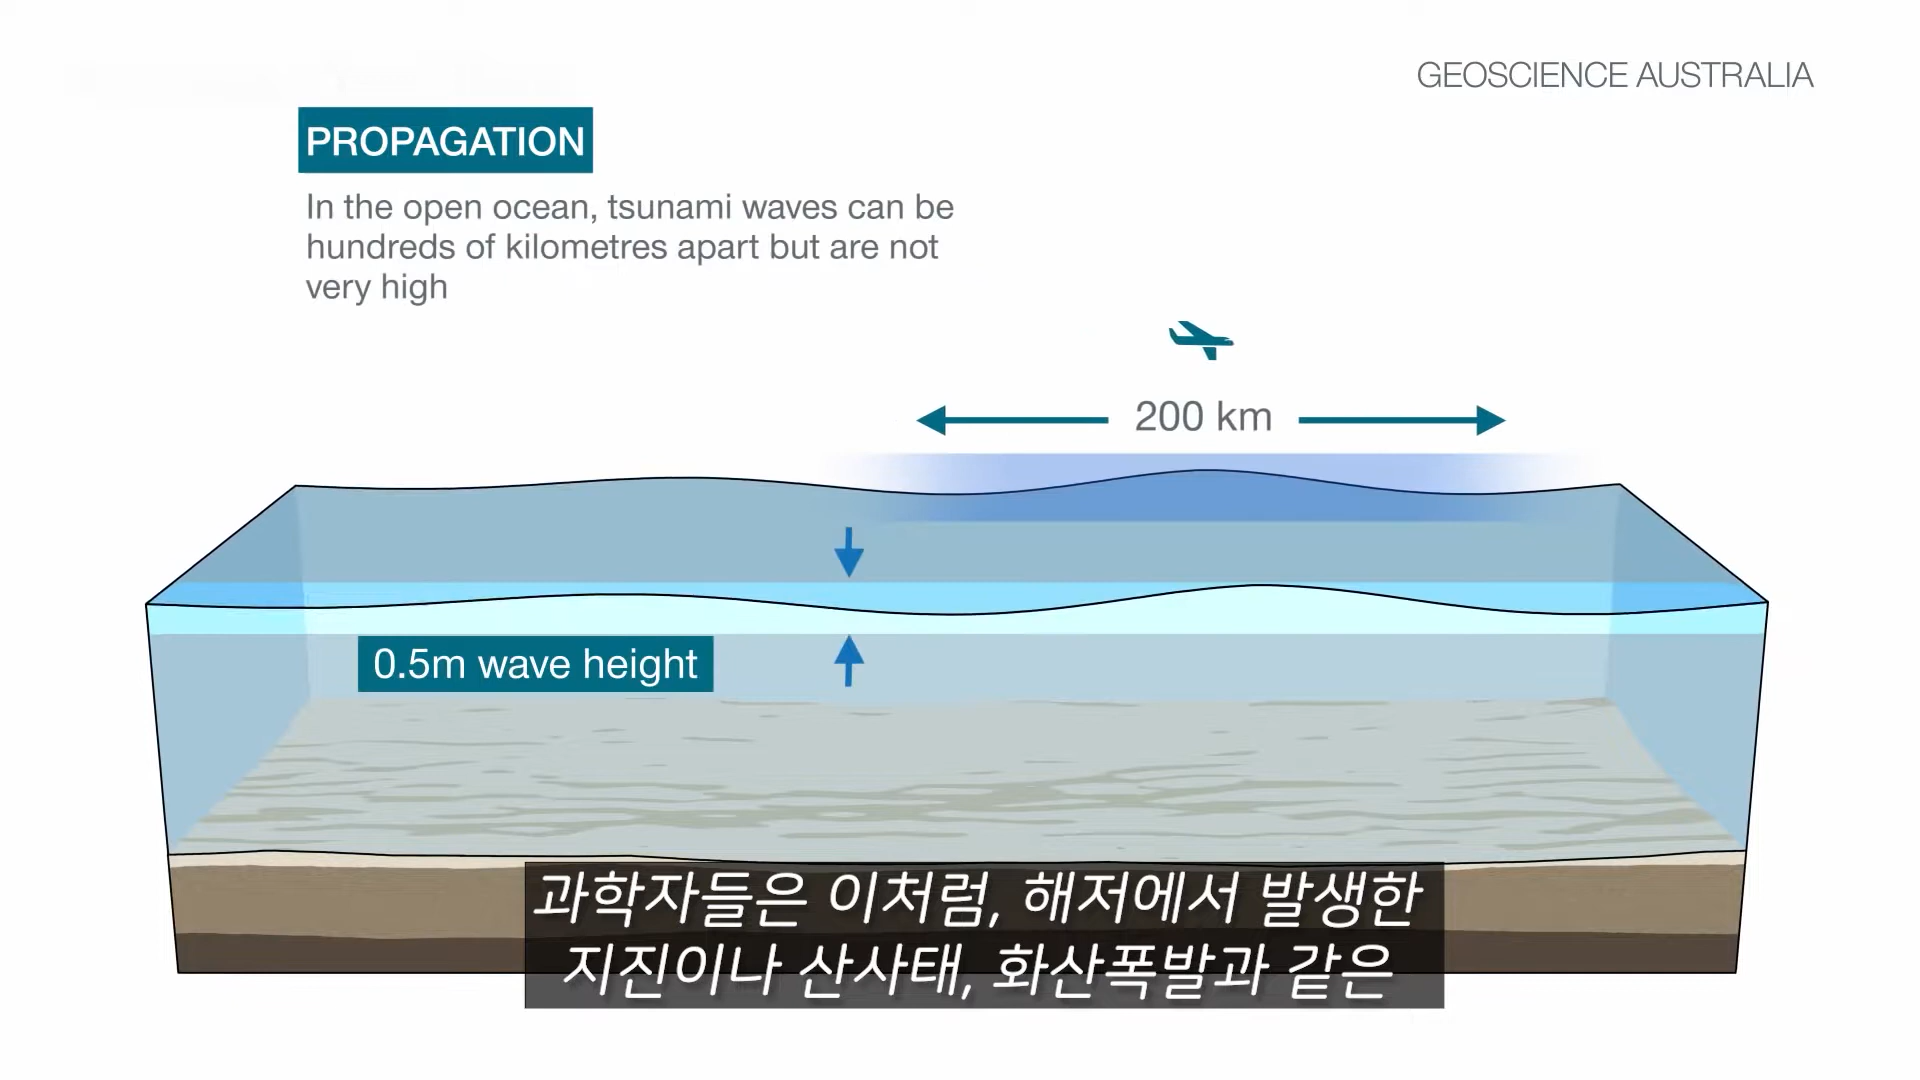 GEOSCIENCE AUSTRALIA
PROPAGATION
In the open ocean, tsunami waves can be
hundreds of kilometres apart but are not
very high
200 km
0.5m wave height
과학자들은 이처럼, 해저에서 발생한
지진이나 산사태, 화산폭발과 같은